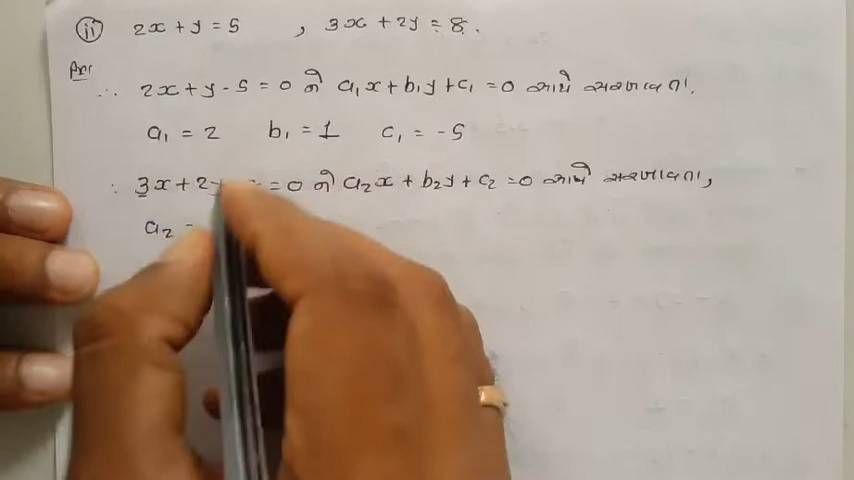 (ii) 2x + y = 5 , 3x + 2y = 8.
Ans
∴ 2x + y - 5 = 0 ને a₁x + b₁y + c₁ = 0 સાથે સરખાવતા.
a₁ = 2 b₁ = 1 c₁ = -5
∴ 3x + 2y = 0 ને a₂x + b₂y + c₂ = 0 સાથે સરખાવતા,
a₂ =